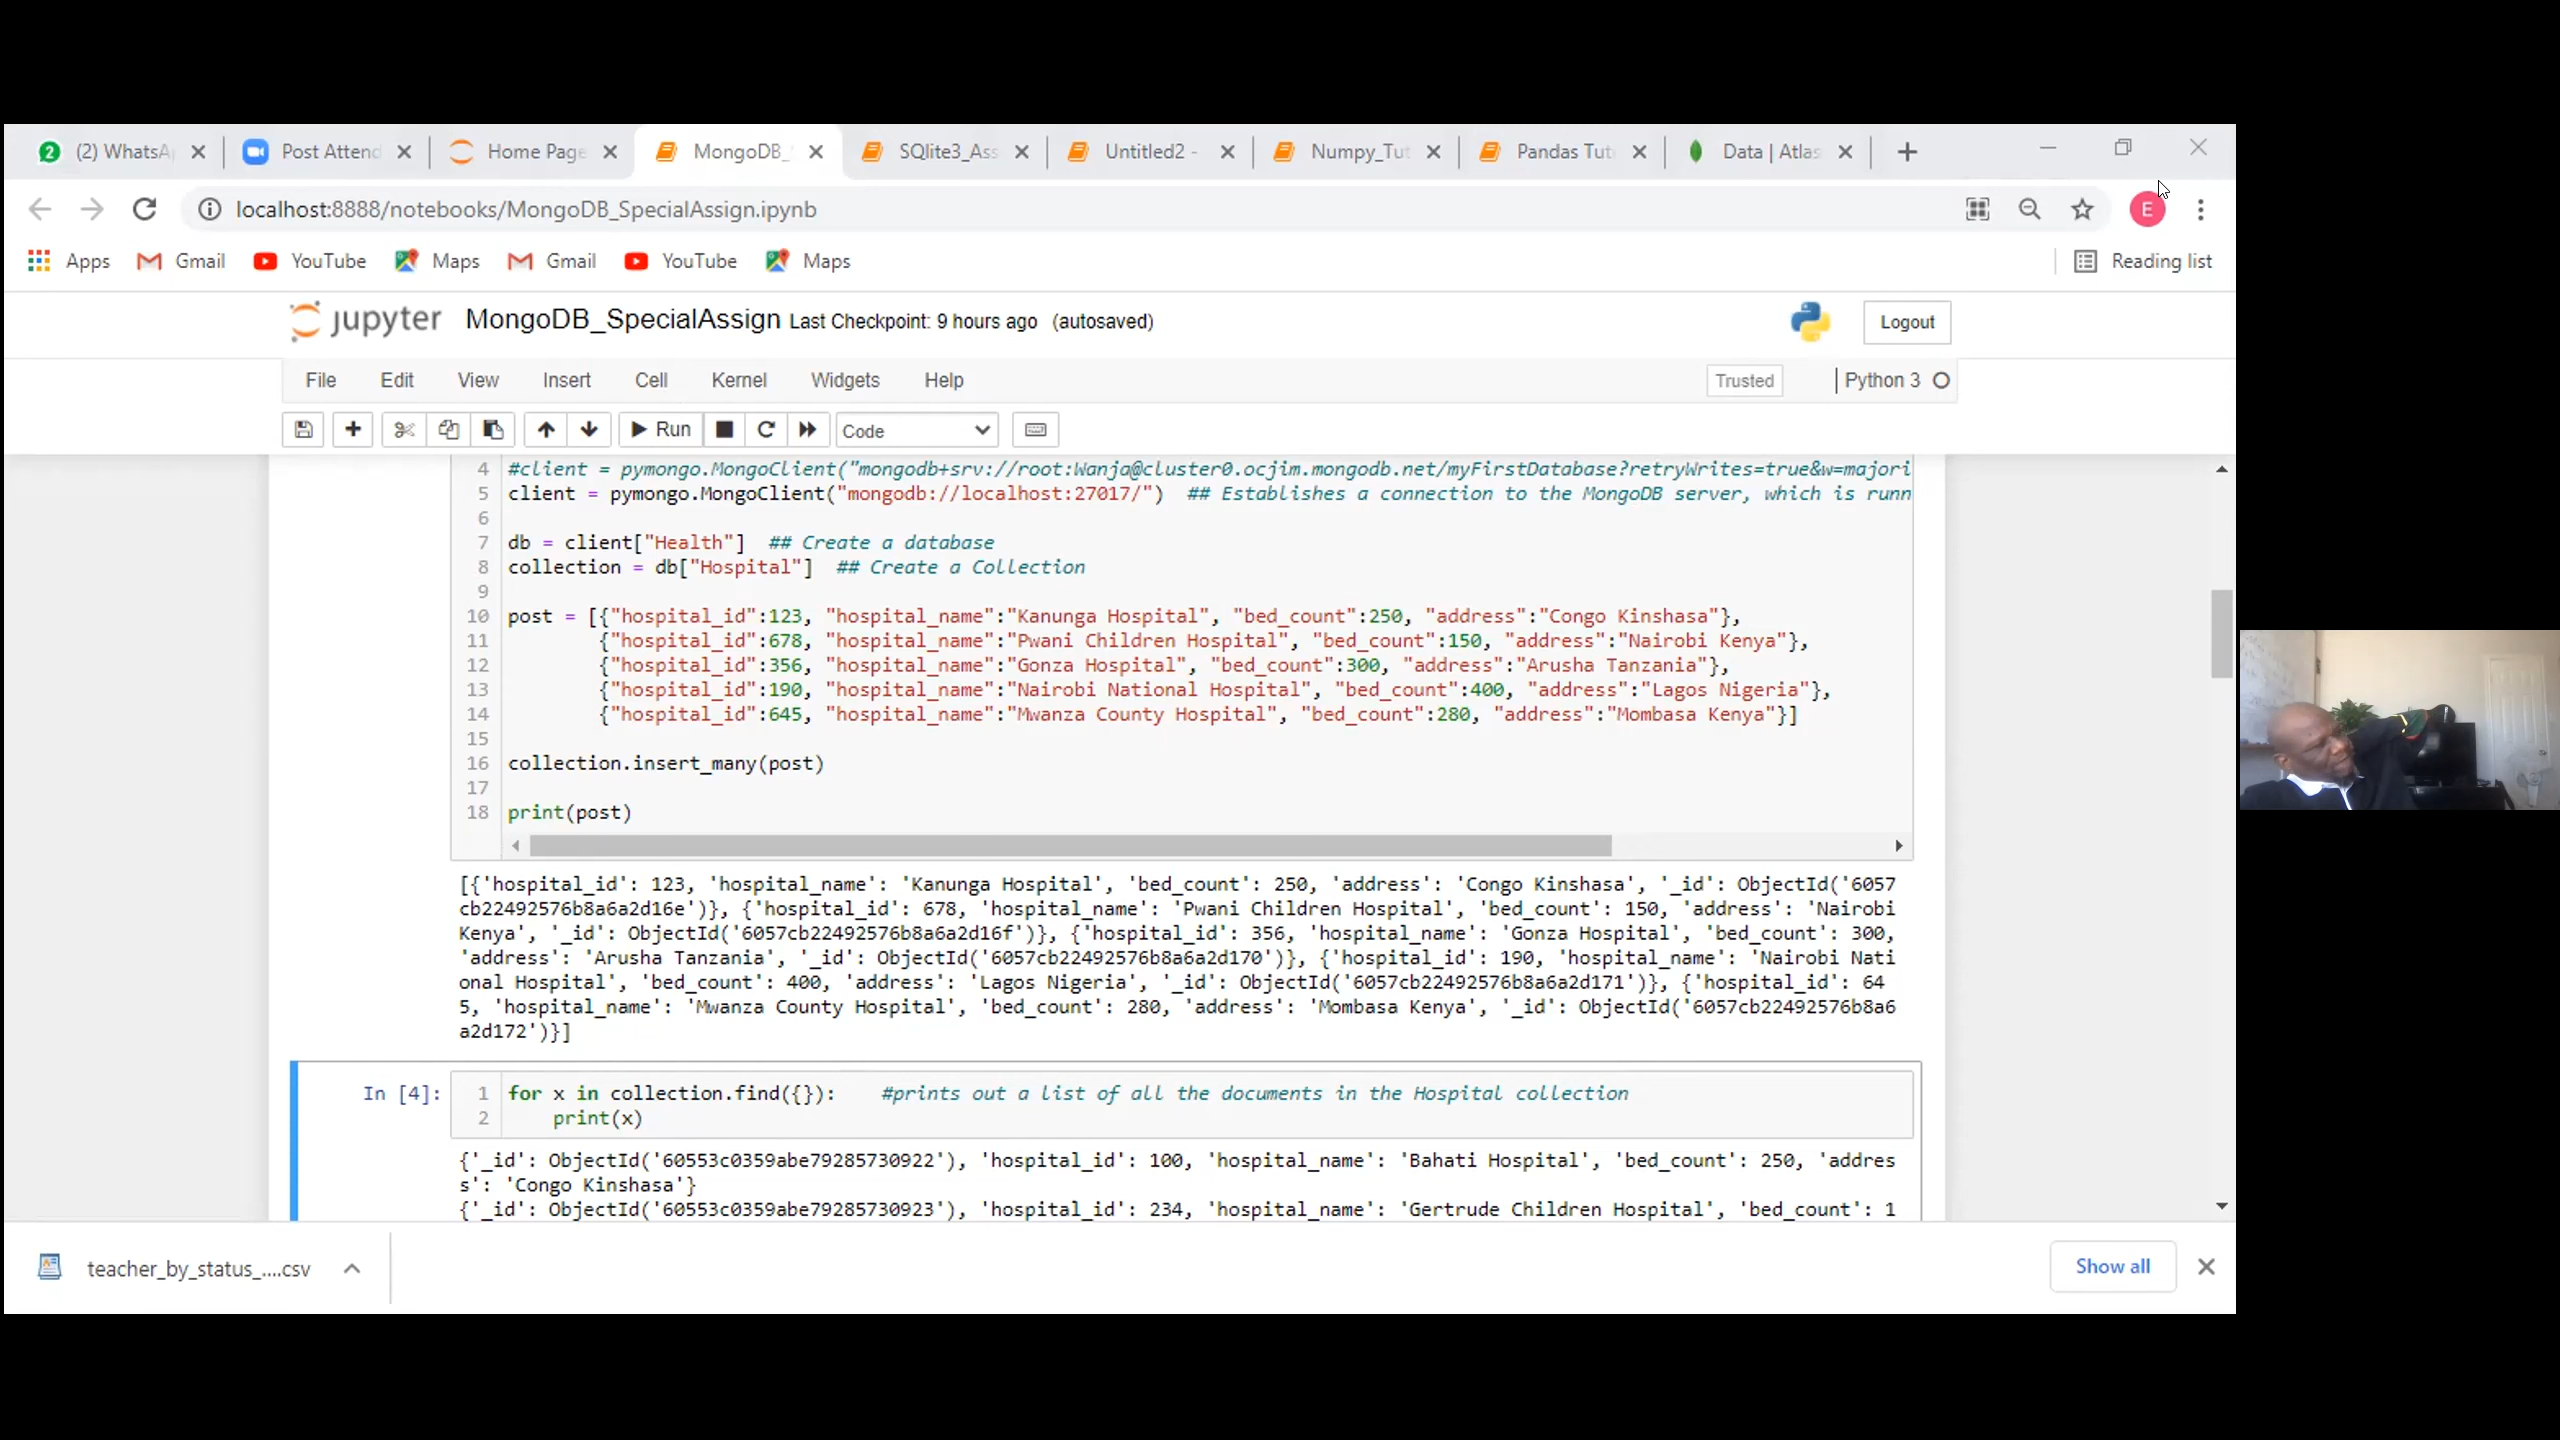 2 (2) WhatsA Post Attend Home Page MongoDB_ SQlite3_Ass Untitled2 - Numpy_Tut Pandas Tut Data | Atlas
localhost:8888/notebooks/MongoDB_SpecialAssign.ipynb E
Apps Gmail YouTube Maps Gmail YouTube Maps Reading list
jupyter MongoDB_SpecialAssign Last Checkpoint: 9 hours ago (autosaved) Logout
File Edit View Insert Cell Kernel Widgets Help Trusted Python 3
Run Code
4 #client = pymongo.MongoClient("mongodb+srv://root:Wanja@cluster0.ocjim.mongodb.net/myFirstDatabase?retryWrites=true&w=majori
5 client = pymongo.MongoClient("mongodb://localhost:27017/") ## Establishes a connection to the MongoDB server, which is runn
6
7 db = client["Health"] ## Create a database
8 collection = db["Hospital"] ## Create a Collection
9
10 post = [{"hospital_id":123, "hospital_name":"Kanunga Hospital", "bed_count":250, "address":"Congo Kinshasa"},
11 {"hospital_id":678, "hospital_name":"Pwani Children Hospital", "bed_count":150, "address":"Nairobi Kenya"},
12 {"hospital_id":356, "hospital_name":"Gonza Hospital", "bed_count":300, "address":"Arusha Tanzania"},
13 {"hospital_id":190, "hospital_name":"Nairobi National Hospital", "bed_count":400, "address":"Lagos Nigeria"},
14 {"hospital_id":645, "hospital_name":"Mwanza County Hospital", "bed_count":280, "address":"Mombasa Kenya"}]
15
16 collection.insert_many(post)
17
18 print(post)
[{'hospital_id': 123, 'hospital_name': 'Kanunga Hospital', 'bed_count': 250, 'address': 'Congo Kinshasa', '_id': ObjectId('6057
cb22492576b8a6a2d16e')}, {'hospital_id': 678, 'hospital_name': 'Pwani Children Hospital', 'bed_count': 150, 'address': 'Nairobi
Kenya', '_id': ObjectId('6057cb22492576b8a6a2d16f')}, {'hospital_id': 356, 'hospital_name': 'Gonza Hospital', 'bed_count': 300,
'address': 'Arusha Tanzania', '_id': ObjectId('6057cb22492576b8a6a2d170')}, {'hospital_id': 190, 'hospital_name': 'Nairobi Nati
onal Hospital', 'bed_count': 400, 'address': 'Lagos Nigeria', '_id': ObjectId('6057cb22492576b8a6a2d171')}, {'hospital_id': 64
5, 'hospital_name': 'Mwanza County Hospital', 'bed_count': 280, 'address': 'Mombasa Kenya', '_id': ObjectId('6057cb22492576b8a6
a2d172')}]
In [4]: 1 for x in collection.find({}): #prints out a list of all the documents in the Hospital collection
2 print(x)
{'_id': ObjectId('60553c0359abe79285730922'), 'hospital_id': 100, 'hospital_name': 'Bahati Hospital', 'bed_count': 250, 'addres
s': 'Congo Kinshasa'}
{'_id': ObjectId('60553c0359abe79285730923'), 'hospital_id': 234, 'hospital_name': 'Gertrude Children Hospital', 'bed_count': 1
teacher_by_status_....csv Show all